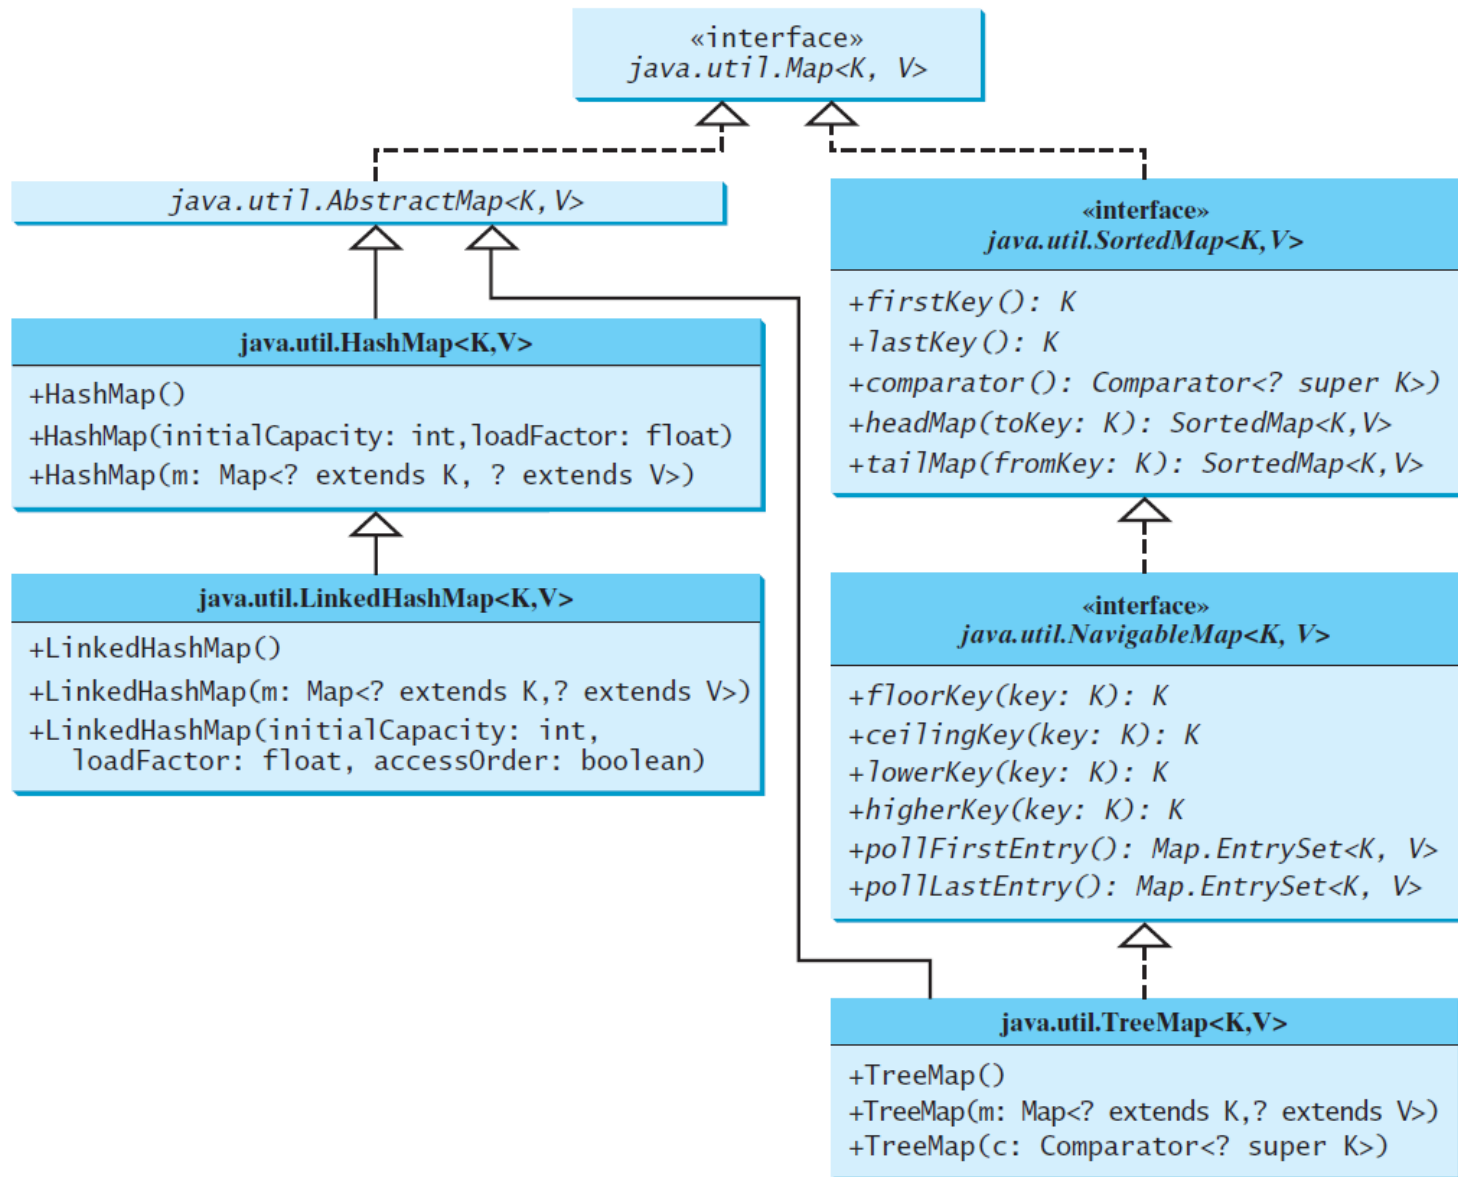 «interface»
java.util.Map<K, V>
java.util.AbstractMap<K,V>
«interface»
java.util.SortedMap<K,V>
+firstKey(): K
+lastKey(): K
+comparator(): Comparator<? super K>)
+headMap(toKey: K): SortedMap<K,V>
+tailMap(fromKey: K): SortedMap<K,V>
java.util.HashMap<K,V>
+HashMap()
+HashMap(initialCapacity: int,loadFactor: float)
+HashMap(m: Map<? extends K, ? extends V>)
java.util.LinkedHashMap<K,V>
+LinkedHashMap()
+LinkedHashMap(m: Map<? extends K,? extends V>)
+LinkedHashMap(initialCapacity: int,
loadFactor: float, accessOrder: boolean)
«interface»
java.util.NavigableMap<K, V>
+floorKey(key: K): K
+ceilingKey(key: K): K
+lowerKey(key: K): K
+higherKey(key: K): K
+pollFirstEntry(): Map.EntrySet<K, V>
+pollLastEntry(): Map.EntrySet<K, V>
java.util.TreeMap<K,V>
+TreeMap()
+TreeMap(m: Map<? extends K,? extends V>)
+TreeMap(c: Comparator<? super K>)